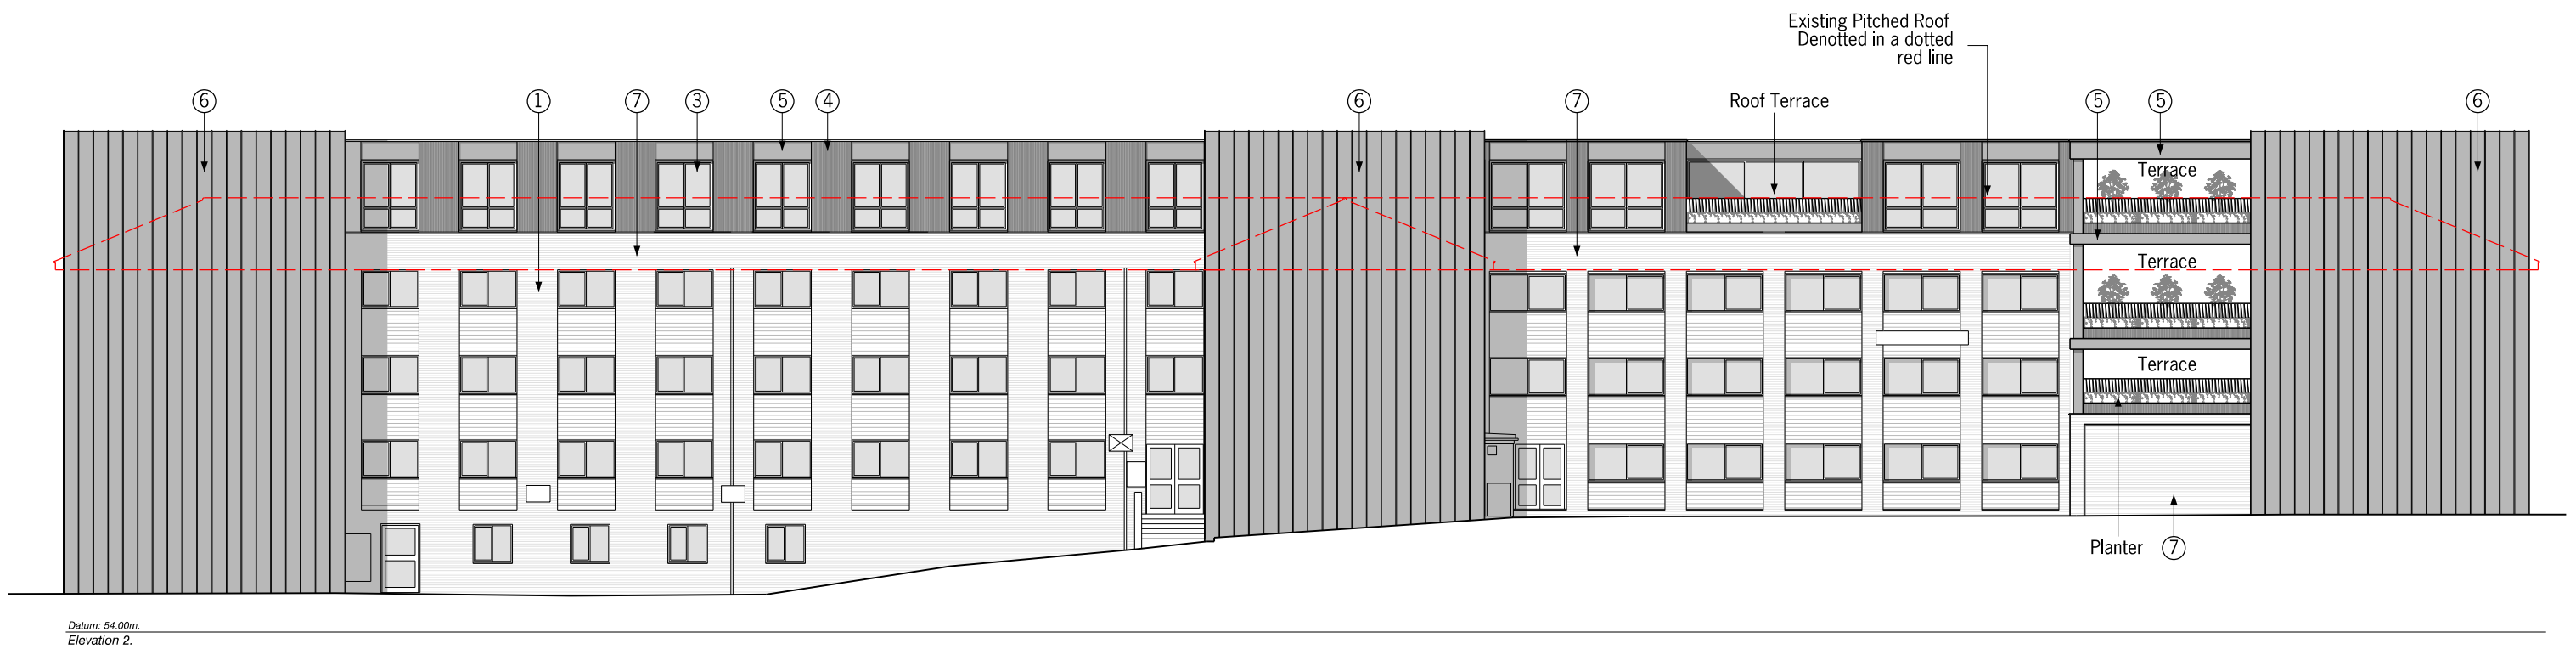 Existing Pitched Roof
Denotted in a dotted
red line
6
1
7
3
5
4
6
7
Roof Terrace
5
5
6
Terrace
Terrace
Terrace
Planter
7
Datum: 54.00m.
Elevation 2.